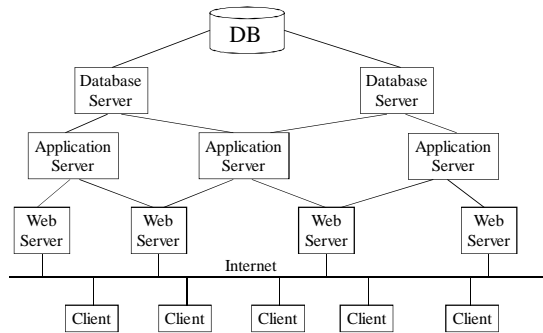 DB
Database
Server
Database
Server
Application
Server
Application
Server
Application
Server
Web
Server
Web
Server
Web
Server
Web
Server
Internet
Client
Client
Client
Client
Client